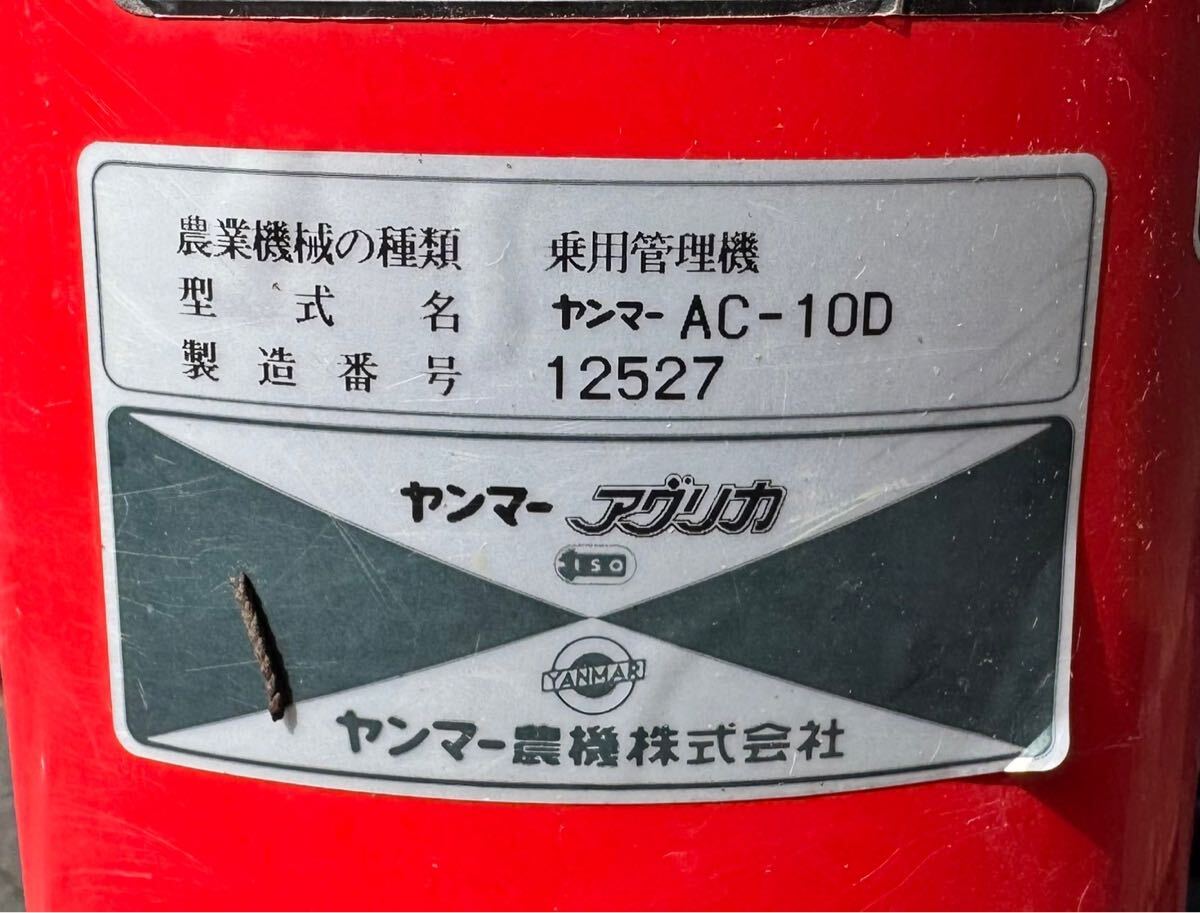 農業機械の種類 乗用管理機
型式名 ヤンマー AC-10D
製造番号 12527
ヤンマー アグリカ
ISO
YANMAR
ヤンマー農機株式会社